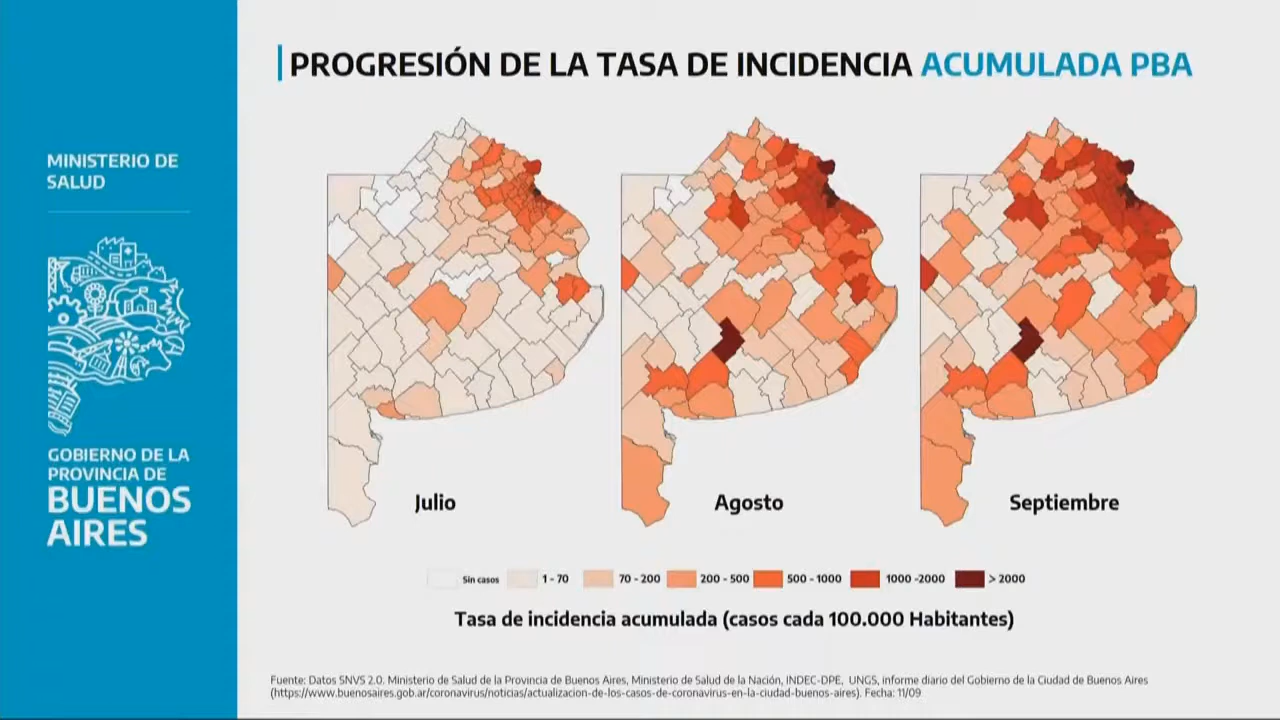 PROGRESIÓN DE LA TASA DE INCIDENCIA ACUMULADA PBA
MINISTERIO DE
SALUD
GOBIERNO DE LA
PROVINCIA DE
BUENOS
AIRES
Julio
Agosto
Septiembre
Sin casos
1 - 70
70 - 200
200 - 500
500 - 1000
1000 -2000
> 2000
Tasa de incidencia acumulada (casos cada 100.000 Habitantes)
Fuente: Datos SNVS 2.0. Ministerio de Salud de la Provincia de Buenos Aires, Ministerio de Salud de la Nación, INDEC-DPE, UNGS, informe diario del Gobierno de la Ciudad de Buenos Aires
(https://www.buenosaires.gob.ar/coronavirus/noticias/actualizacion-de-los-casos-de-coronavirus-en-la-ciudad-buenos-aires). Fecha: 11/09